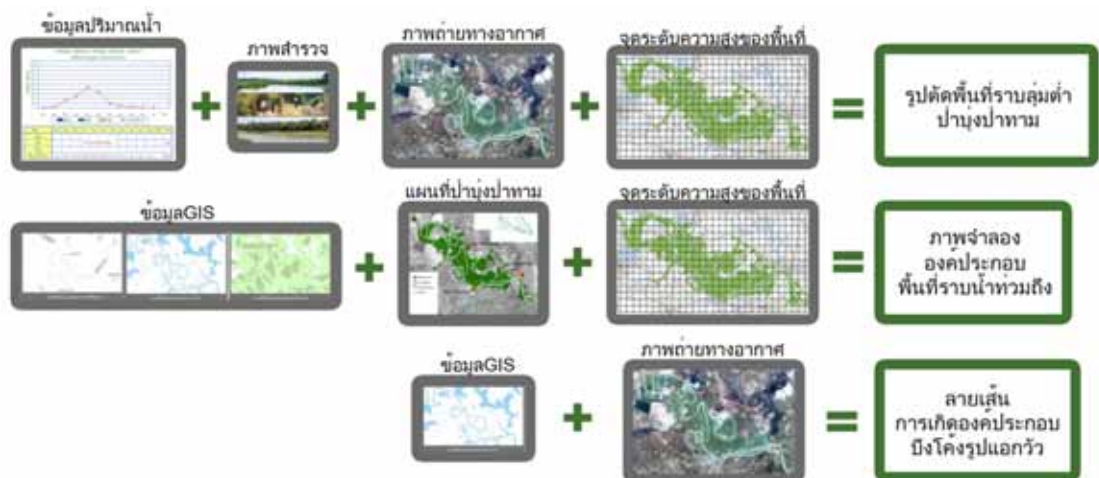 ข้อมูลปริมาณน้ำ
ภาพสำรวจ
ภาพถ่ายทางอากาศ
จุดระดับความสูงของพื้นที่
รูปตัดพื้นที่ราบลุ่มต่ำ
ป่าบุ่งป่าทาม
ข้อมูลGIS
แผนที่ป่าบุ่งป่าทาม
จุดระดับความสูงของพื้นที่
ภาพจำลอง
องค์ประกอบ
พื้นที่ราบน้ำท่วมถึง
ข้อมูลGIS
ภาพถ่ายทางอากาศ
ลายเส้น
การเกิดองค์ประกอบ
บึงโค้งรูปแอกวัว